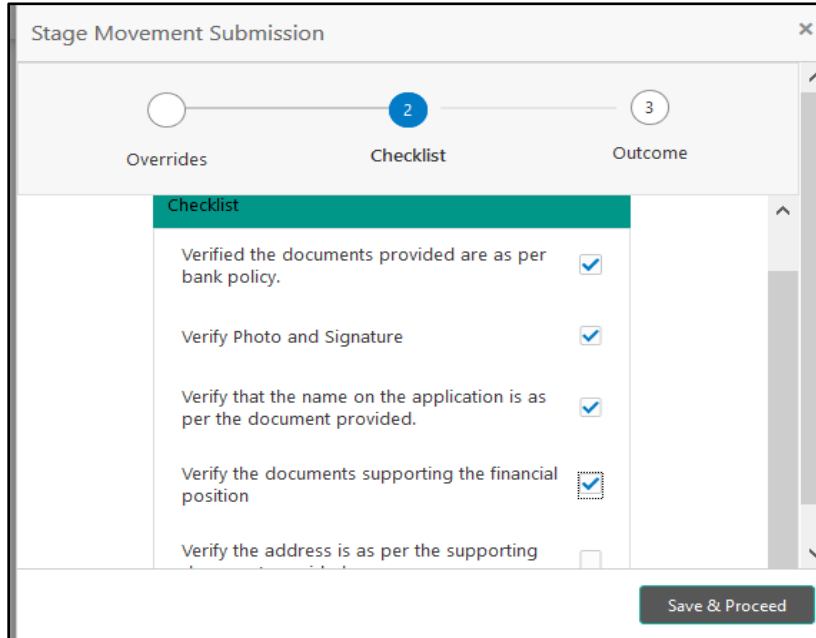 Stage Movement Submission
×
2
3
Overrides
Checklist
Outcome
Checklist
Verified the documents provided are as per
bank policy.
Verify Photo and Signature
Verify that the name on the application is as
per the document provided.
Verify the documents supporting the financial
position
Verify the address is as per the supporting
Save & Proceed